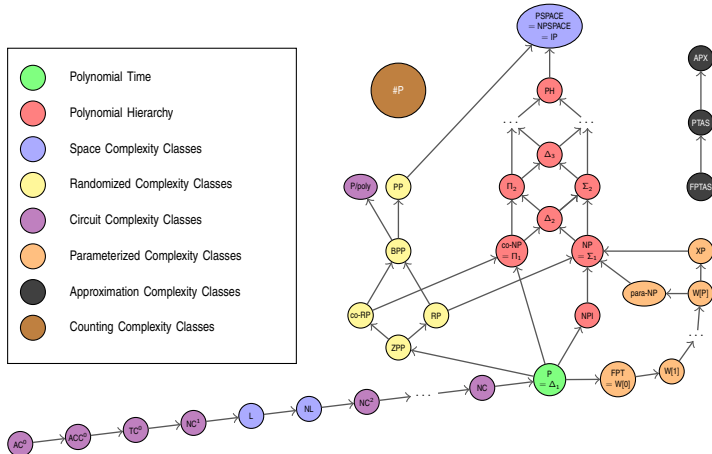 PSPACE
= NPSPACE
= IP
APX
Polynomial Time
#P
PH
Polynomial Hierarchy
...
...
PTAS
Space Complexity Classes
Δ₃
Randomized Complexity Classes
P/poly
PP
Π₂
Σ₂
FPTAS
Circuit Complexity Classes
Δ₂
Parameterized Complexity Classes
BPP
co-NP
= Π₁
NP
= Σ₁
XP
Approximation Complexity Classes
para-NP
W[P]
Counting Complexity Classes
co-RP
RP
NPI
...
ZPP
P
= Δ₁
FPT
= W[0]
W[1]
AC⁰
ACC⁰
TC⁰
NC¹
L
NL
NC²
...
NC